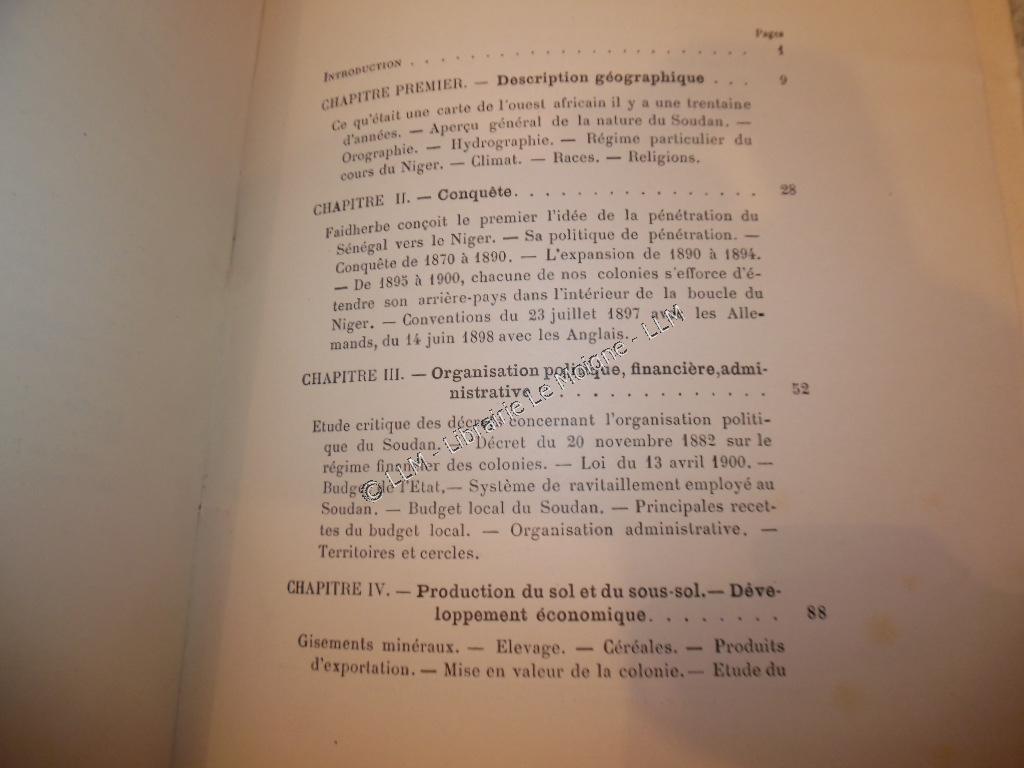 Pages
INTRODUCTION . . . . . . . . . . . . . . . . . . . . 1
CHAPITRE PREMIER. — Description géographique . . . 9
Ce qu'était une carte de l'ouest africain il y a une trentaine
d'années. — Aperçu général de la nature du Soudan. —
Orographie. — Hydrographie. — Régime particulier du
cours du Niger. — Climat. — Races. — Religions.
CHAPITRE II. — Conquête. . . . . . . . . . . . . . . . 28
Faidherbe conçoit le premier l'idée de la pénétration du
Sénégal vers le Niger. — Sa politique de pénétration. —
Conquête de 1870 à 1890. — L'expansion de 1890 à 1894.
— De 1895 à 1900, chacune de nos colonies s'efforce d'é-
tendre son arrière-pays dans l'intérieur de la boucle du
Niger. — Conventions du 23 juillet 1897 avec les Alle-
mands, du 14 juin 1898 avec les Anglais.
CHAPITRE III. — Organisation politique, financière,admi-
nistrative . . . . . . . . . . . . . . 52
Etude critique des décrets concernant l'organisation politi-
que du Soudan. — Décret du 20 novembre 1882 sur le
régime financier des colonies. — Loi du 13 avril 1900. —
Budget de l'Etat.— Système de ravitaillement employé au
Soudan. — Budget local du Soudan. — Principales recet-
tes du budget local. — Organisation administrative. —
Territoires et cercles.
CHAPITRE IV. — Production du sol et du sous-sol.— Déve-
loppement économique. . . . . . . . 88
Gisements minéraux. — Elevage. — Céréales. — Produits
d'exportation. — Mise en valeur de la colonie. — Etude du
© LLM - Librairie Le Moigne - LLM